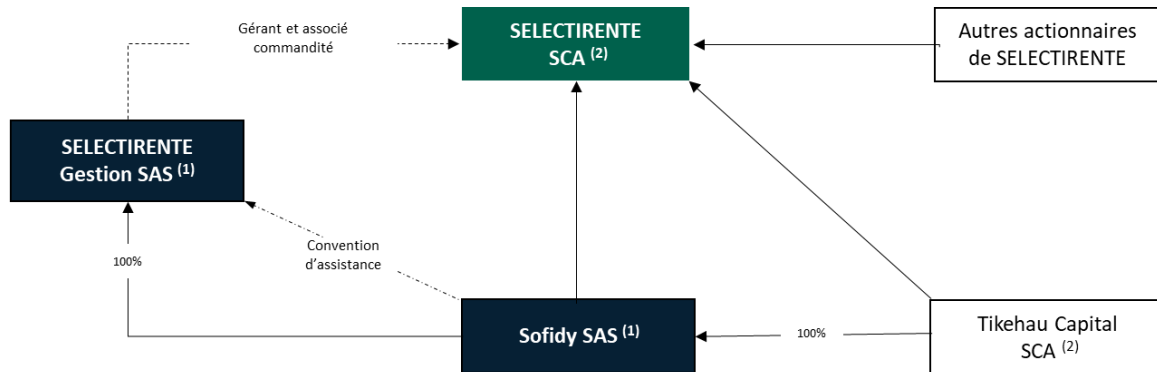 Gérant et associé
commandité
SELECTIRENTE
SCA (2)
Autres actionnaires
de SELECTIRENTE
SELECTIRENTE
Gestion SAS (1)
Convention
d’assistance
100%
Sofidy SAS (1)
100%
Tikehau Capital
SCA (2)